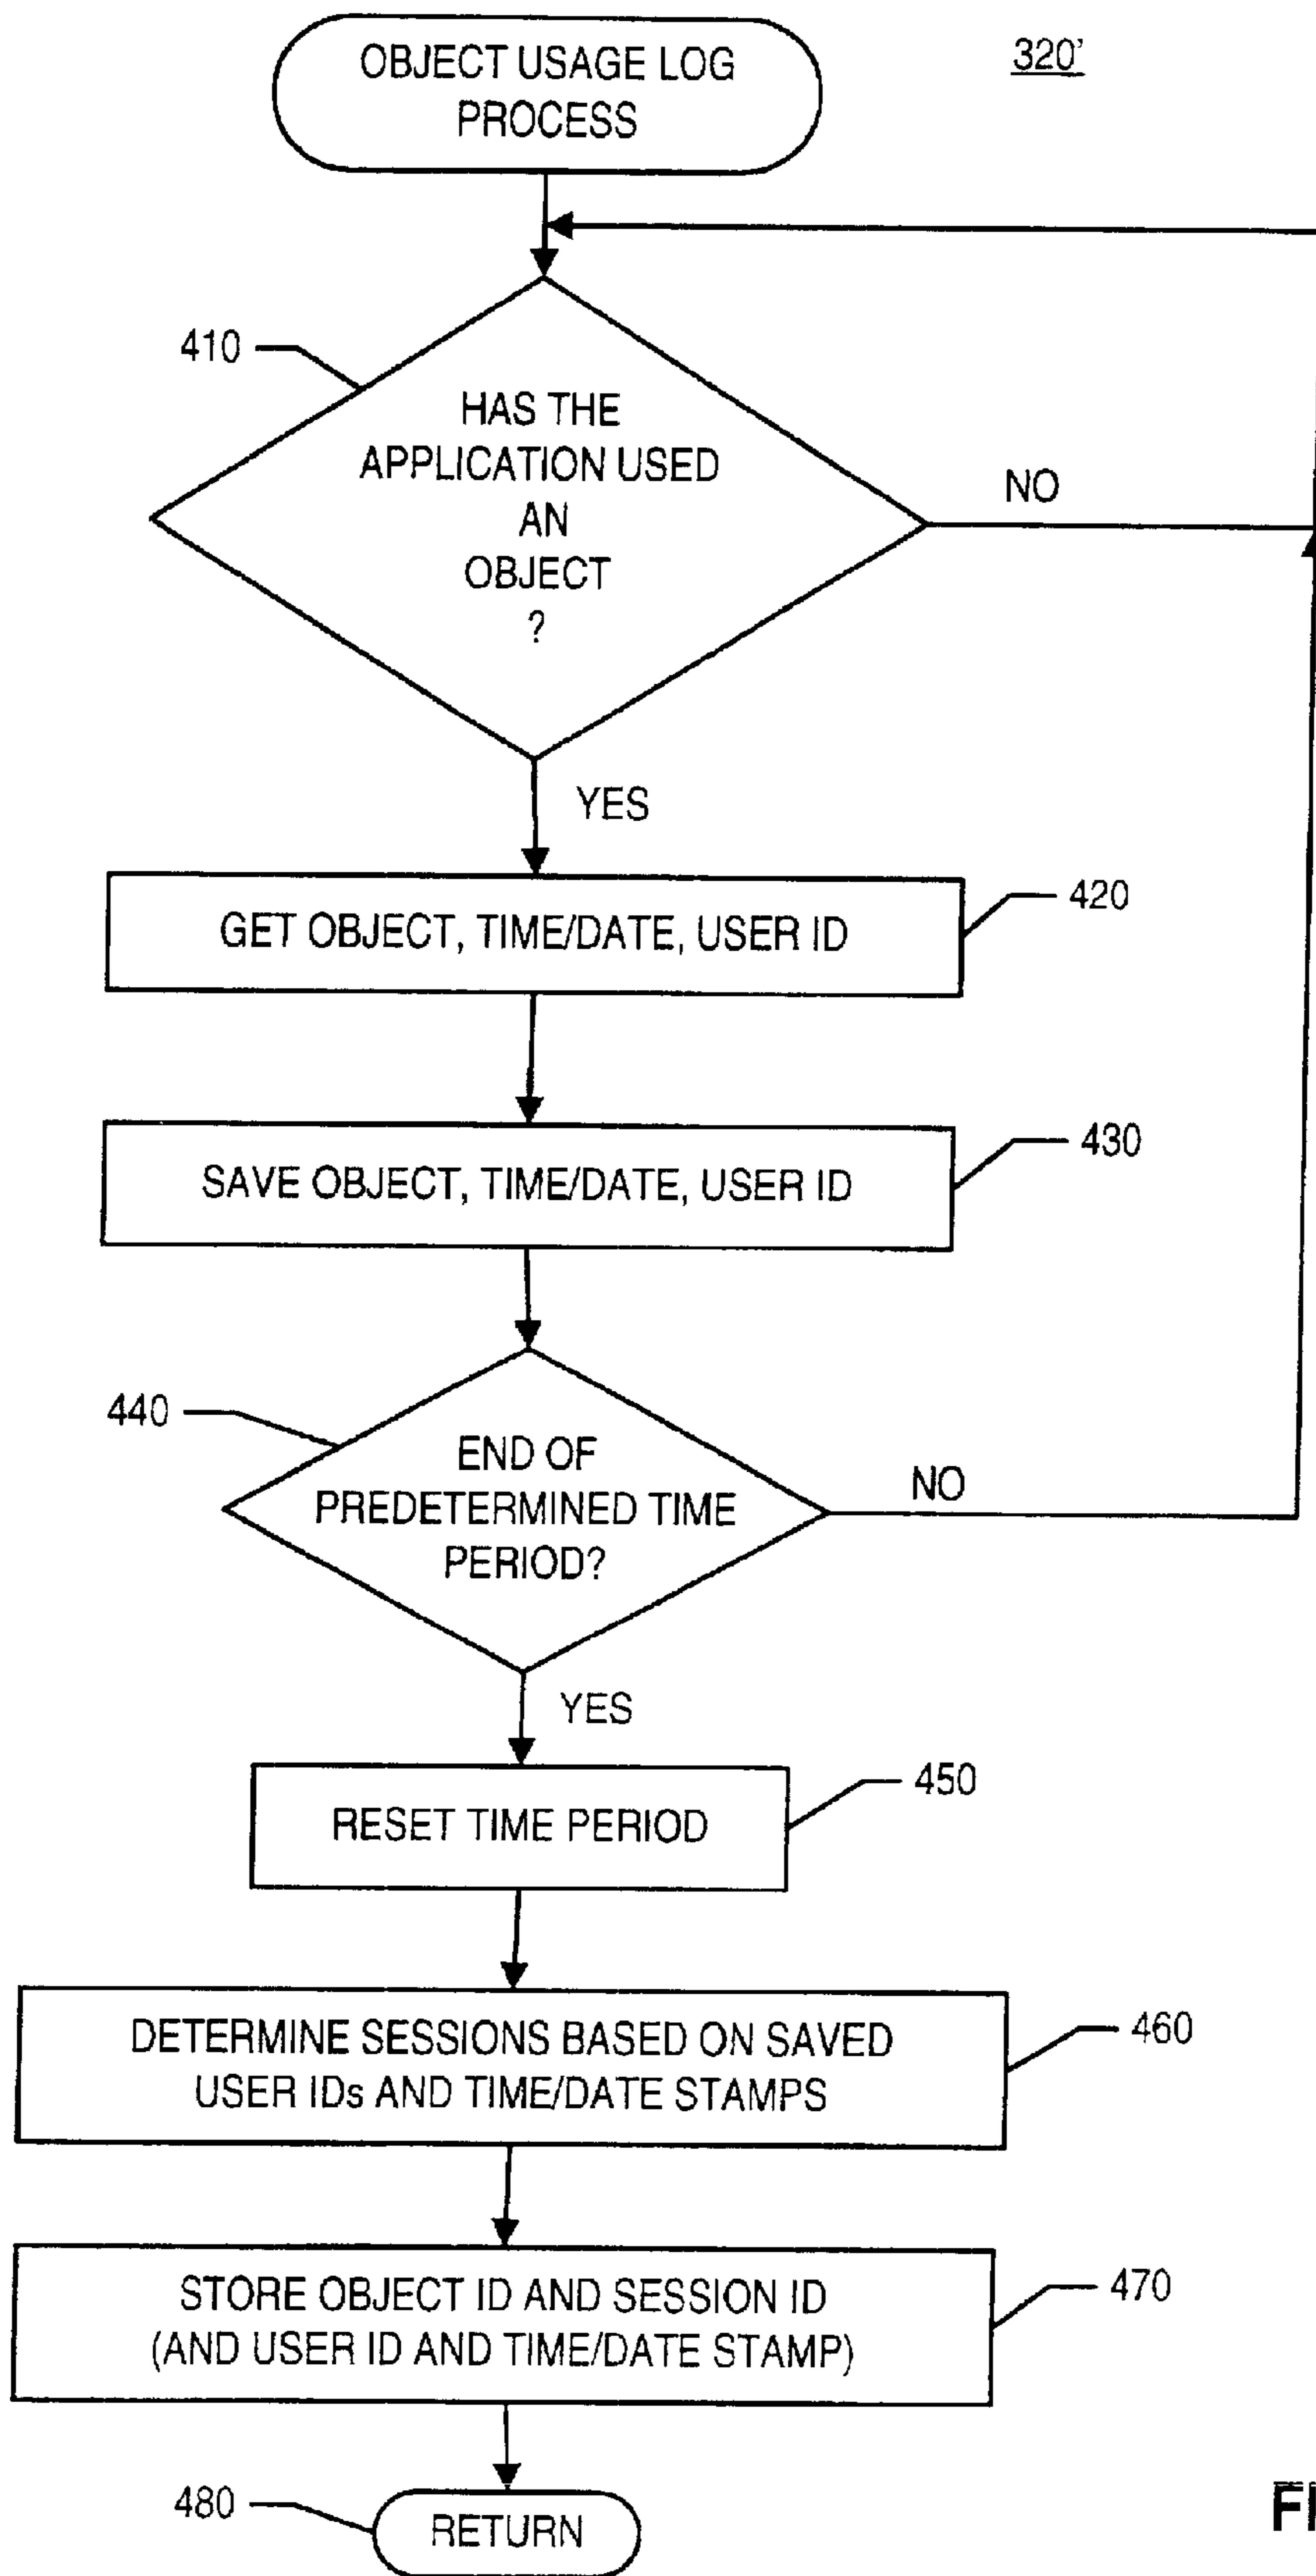 OBJECT USAGE LOG
PROCESS
320'
410
HAS THE
APPLICATION USED
AN
OBJECT
?
NO
YES
GET OBJECT, TIME/DATE, USER ID
420
SAVE OBJECT, TIME/DATE, USER ID
430
440
END OF
PREDETERMINED TIME
PERIOD?
NO
YES
RESET TIME PERIOD
450
DETERMINE SESSIONS BASED ON SAVED
USER IDs AND TIME/DATE STAMPS
460
STORE OBJECT ID AND SESSION ID
(AND USER ID AND TIME/DATE STAMP)
470
480
RETURN